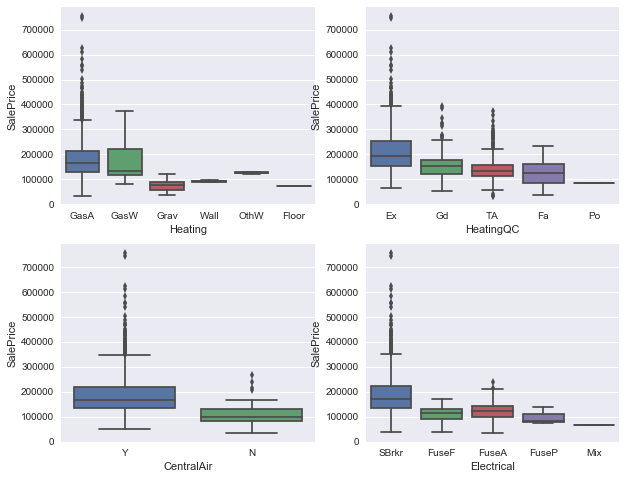 700000
600000
500000
400000
300000
200000
100000
0
SalePrice
GasA GasW Grav Wall OthW Floor
Heating
700000
600000
500000
400000
300000
200000
100000
0
SalePrice
Ex Gd TA Fa Po
HeatingQC
700000
600000
500000
400000
300000
200000
100000
0
SalePrice
Y N
CentralAir
700000
600000
500000
400000
300000
200000
100000
0
SalePrice
SBrkr FuseF FuseA FuseP Mix
Electrical